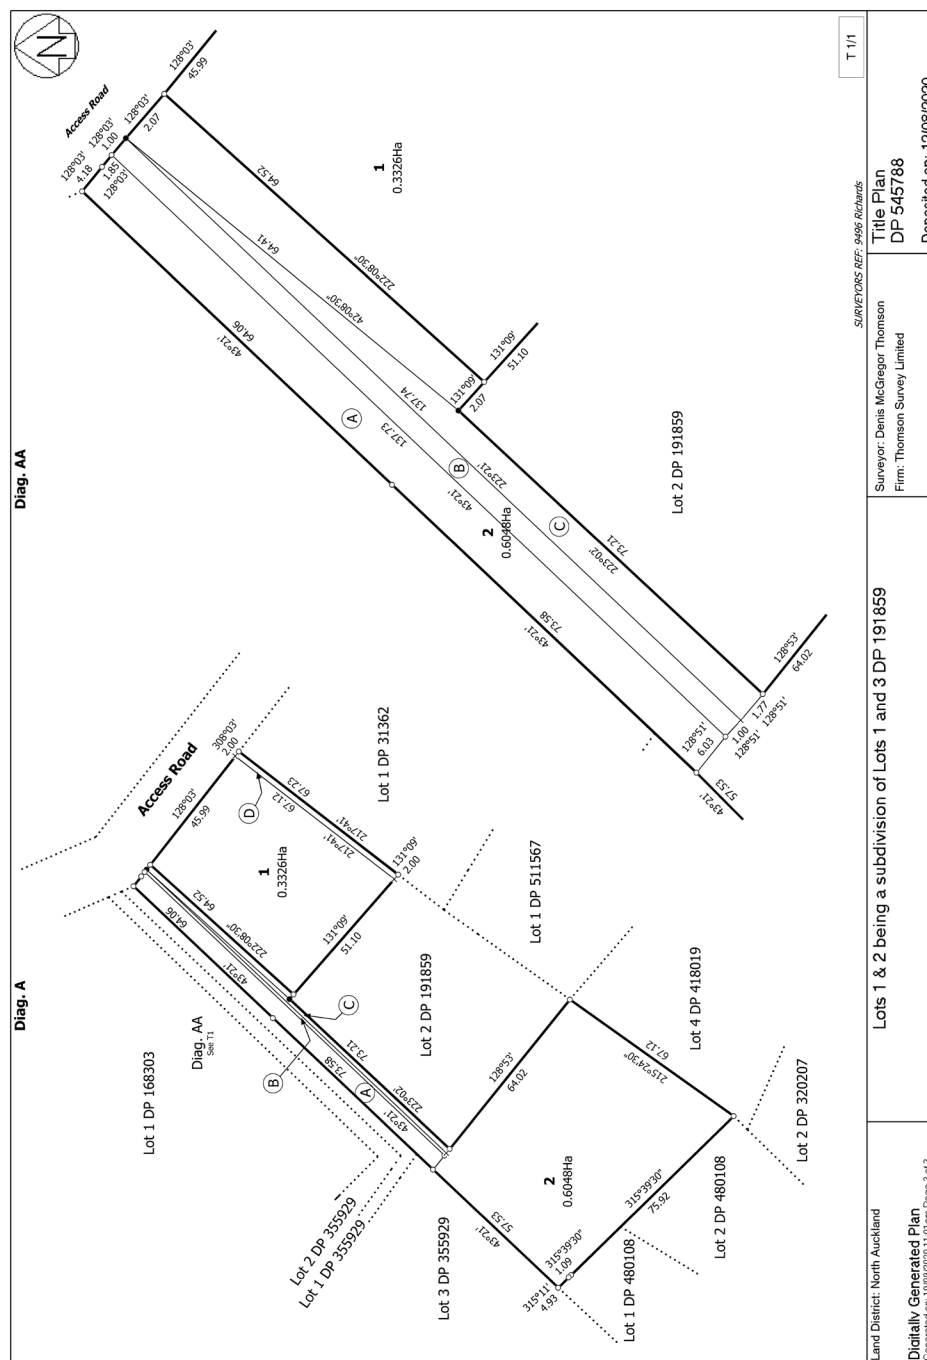 Diag. A
Diag. AA
N
Access Road
128°03'
45.99
308°03'
2.00
67.23
217°41'
67.12
217°41'
D
131°09'
2.00
131°09'
51.10
1
0.3326Ha
64.52
222°08'30"
64.06
43°21'
Diag. AA
See T1
B
C
A
73.58
43°21'
73.21
223°02'
128°53'
64.02
2
0.6048Ha
67.12
215°24'30"
315°39'30"
75.92
315°39'30"
1.09
315°11'
4.93
57.53
43°21'
Lot 1 DP 168303
Lot 2 DP 355929
Lot 1 DP 355929
Lot 3 DP 355929
Lot 1 DP 480108
Lot 2 DP 480108
Lot 2 DP 320207
Lot 4 DP 418019
Lot 1 DP 511567
Lot 2 DP 191859
Lot 1 DP 31362
Access Road
128°03'
4.18
128°03'
1.00
128°03'
2.07
128°03'
45.99
1.85
128°03'
64.52
222°08'30"
64.41
42°08'30"
64.06
43°21'
1
0.3326Ha
131°09'
2.07
131°09'
51.10
A
137.73
137.74
B
43°21'
223°21'
C
2
0.6048Ha
73.58
43°21'
73.21
223°02'
Lot 2 DP 191859
128°51'
6.03
1.00
128°51'
1.77
128°51'
128°53'
64.02
57.53
43°21'
T 1/1
SURVEYORS REF: 9496 Richards
Land District: North Auckland
Digitally Generated Plan
Lots 1 & 2 being a subdivision of Lots 1 and 3 DP 191859
Surveyor: Denis McGregor Thomson
Firm: Thomson Survey Limited
Title Plan
DP 545788